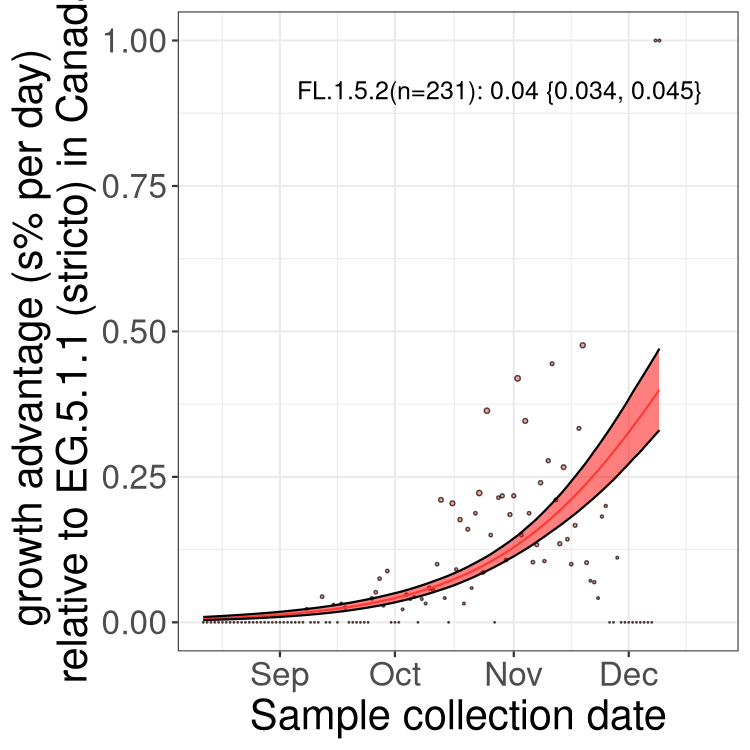 growth advantage (s% per day)
relative to EG.5.1.1 (stricto) in Canada
1.00
0.75
0.50
0.25
0.00
FL.1.5.2(n=231): 0.04 {0.034, 0.045}
Sep Oct Nov Dec
Sample collection date